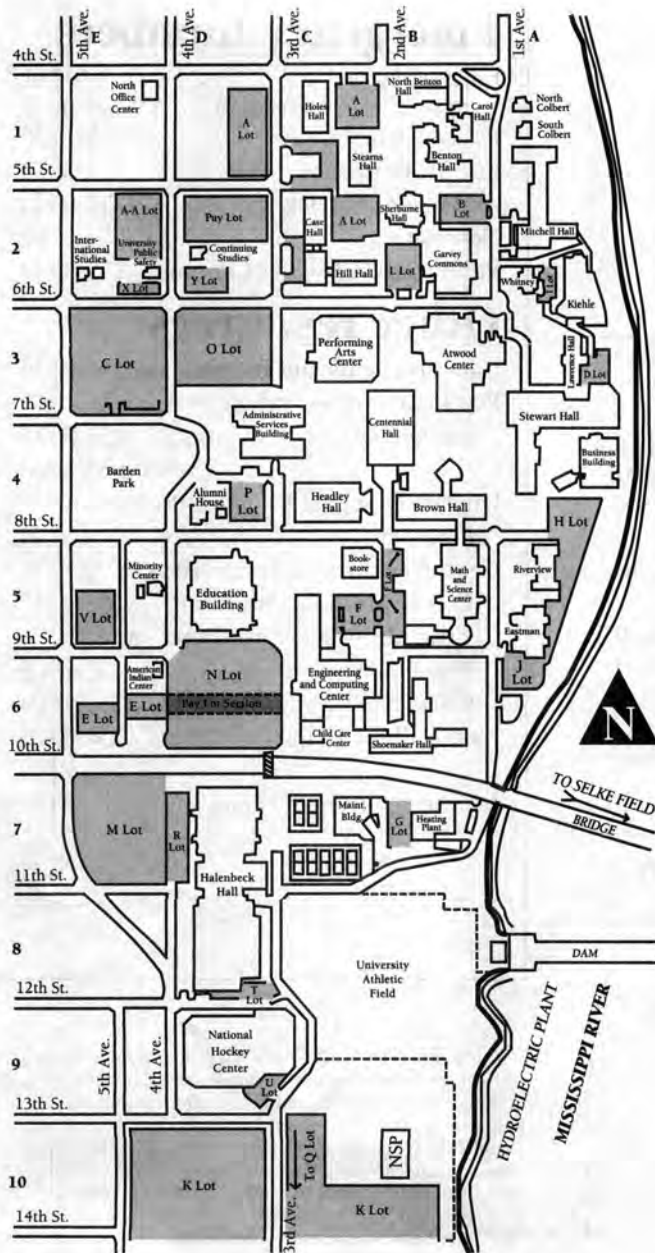 E
D
C
B
A
5th Ave.
4th Ave.
3rd Ave.
2nd Ave.
1st Ave.
4th St.
North
Office
Center
A
Lot
Holes
Hall
A
Lot
North Benton
Hall
Carol
Hall
North
Colbert
South
Colbert
1
Stearns
Hall
Benton
Hall
5th St.
A-A Lot
Pay Lot
Case Hall
A Lot
Sherburne
Hall
B
Lot
Mitchell Hall
2
Inter-
national
Studies
University
Public
Safety
Continuing
Studies
X Lot
Y Lot
Hill Hall
L Lot
Garvey
Commons
Whitney
Kiehle
6th St.
3
C Lot
O Lot
Performing
Arts
Center
Atwood
Center
Lawrence Hall
D Lot
7th St.
Stewart Hall
Administrative
Services
Building
Centennial
Hall
Business
Building
4
Barden
Park
Alumni
House
P
Lot
Headley
Hall
Brown Hall
H Lot
8th St.
Minority
Center
Education
Building
Book-
store
F Lot
Math
and
Science
Center
Riverview
5
V Lot
F
Lot
Eastman
9th St.
American
Indian
Center
N Lot
Engineering
and Computing
Center
J
Lot
6
E Lot
E Lot
Pay Lot Session
Child Care
Center
Shoemaker Hall
N
10th St.
TO SELKE FIELD
BRIDGE
7
M Lot
R
Lot
Maint.
Bldg.
G
Lot
Heating
Plant
Halenbeck
Hall
11th St.
8
University
Athletic
Field
DAM
12th St.
T
Lot
National
Hockey
Center
5th Ave.
4th Ave.
9
U
Lot
HYDROELECTRIC PLANT
MISSISSIPPI RIVER
13th St.
To Q Lot
NSP
10
K Lot
K Lot
14th St.
3rd Ave.